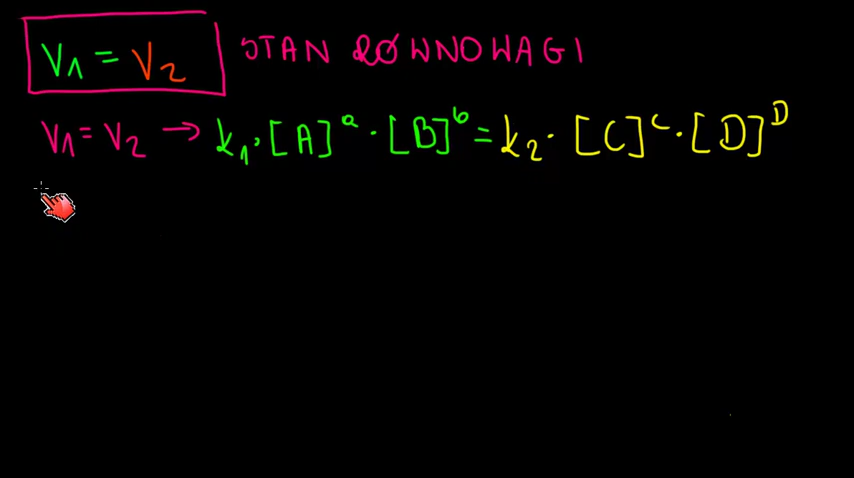 V1 = V2 STAN RÓWNOWAGI
V1 = V2 → k1 · [A]^a · [B]^b = k2 · [C]^c · [D]^D